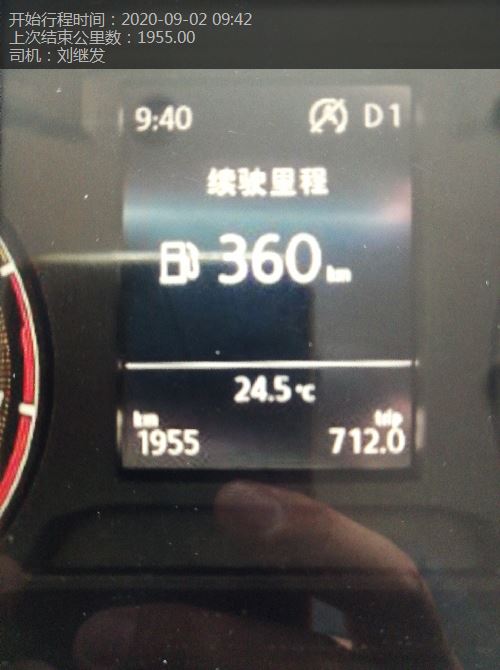 开始行程时间：2020-09-02 09:42
上次结束公里数：1955.00
司机：刘继发
9:40 D1
续驶里程
360 km
24.5℃
km trip
1955 712.0